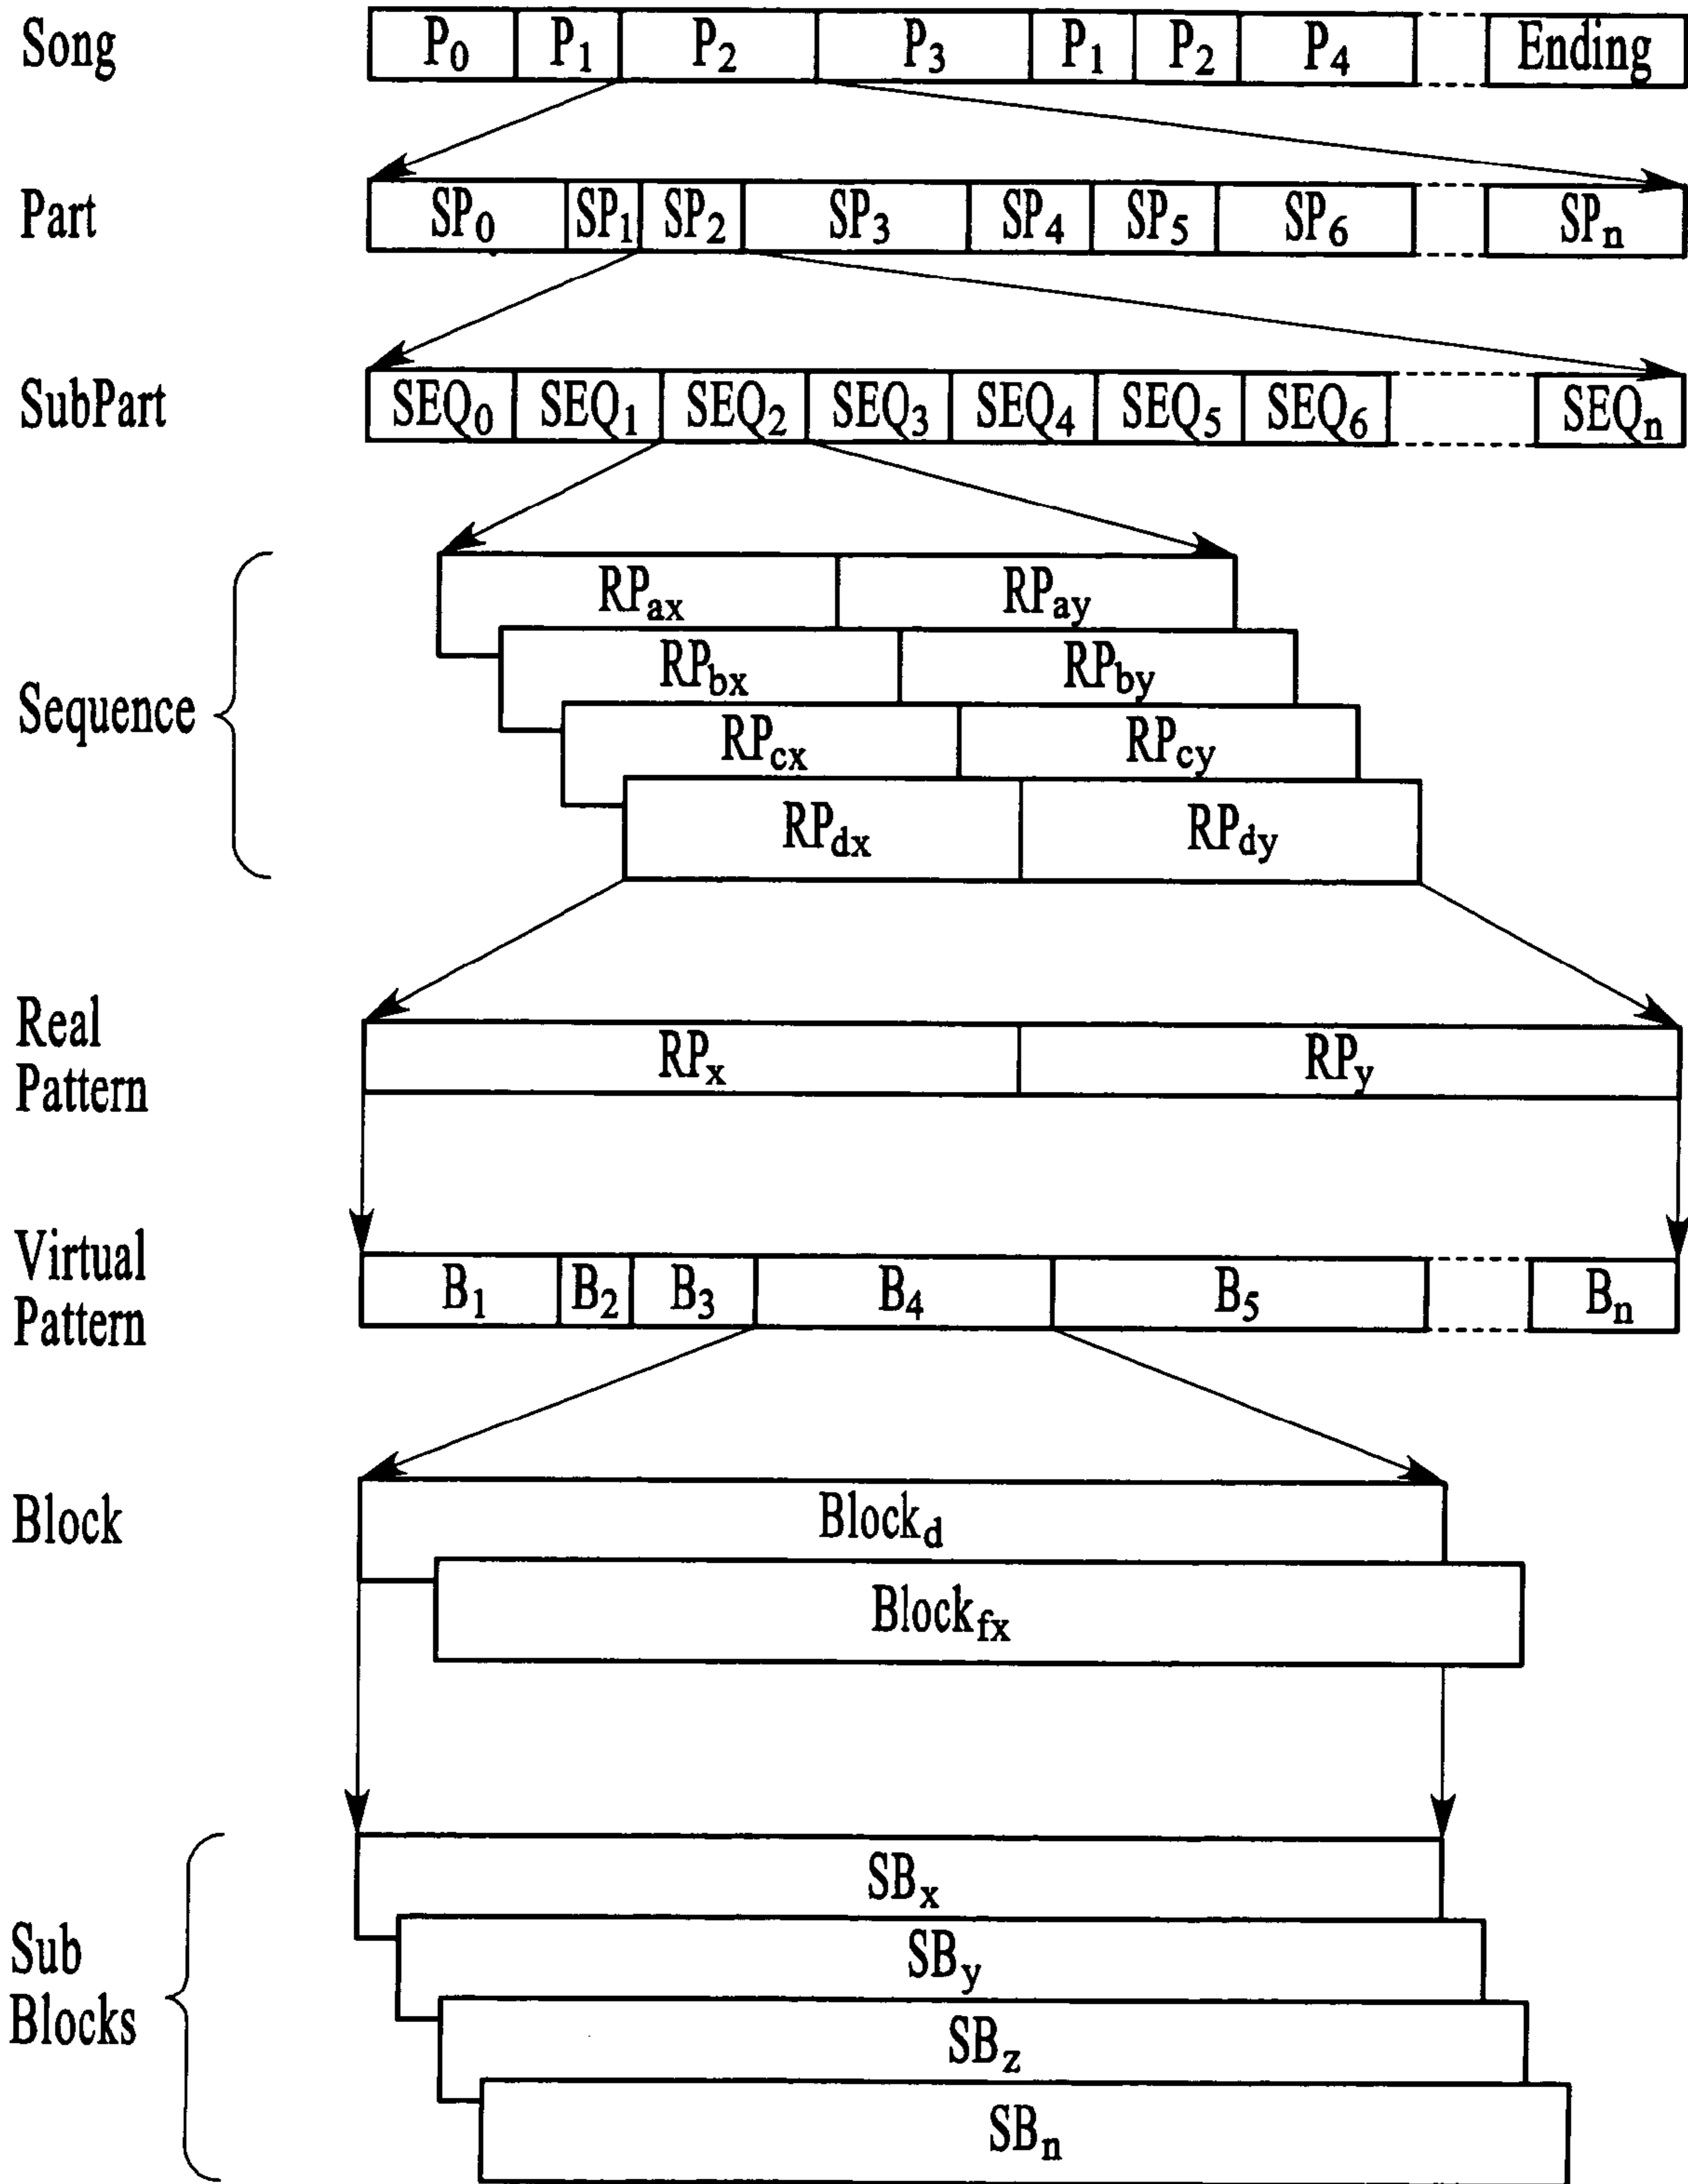 Song P₀ P₁ P₂ P₃ P₁ P₂ P₄ Ending
Part SP₀ SP₁ SP₂ SP₃ SP₄ SP₅ SP₆ SPₙ
SubPart SEQ₀ SEQ₁ SEQ₂ SEQ₃ SEQ₄ SEQ₅ SEQ₆ SEQₙ
RPax RPay
RPbx RPby
Sequence
RPcx RPcy
RPdx RPdy
Real
Pattern
RPx RPy
Virtual
Pattern
B₁ B₂ B₃ B₄ B₅ Bₙ
Block Blockd
Blockfx
SBx
Sub
Blocks
SBy
SBz
SBn